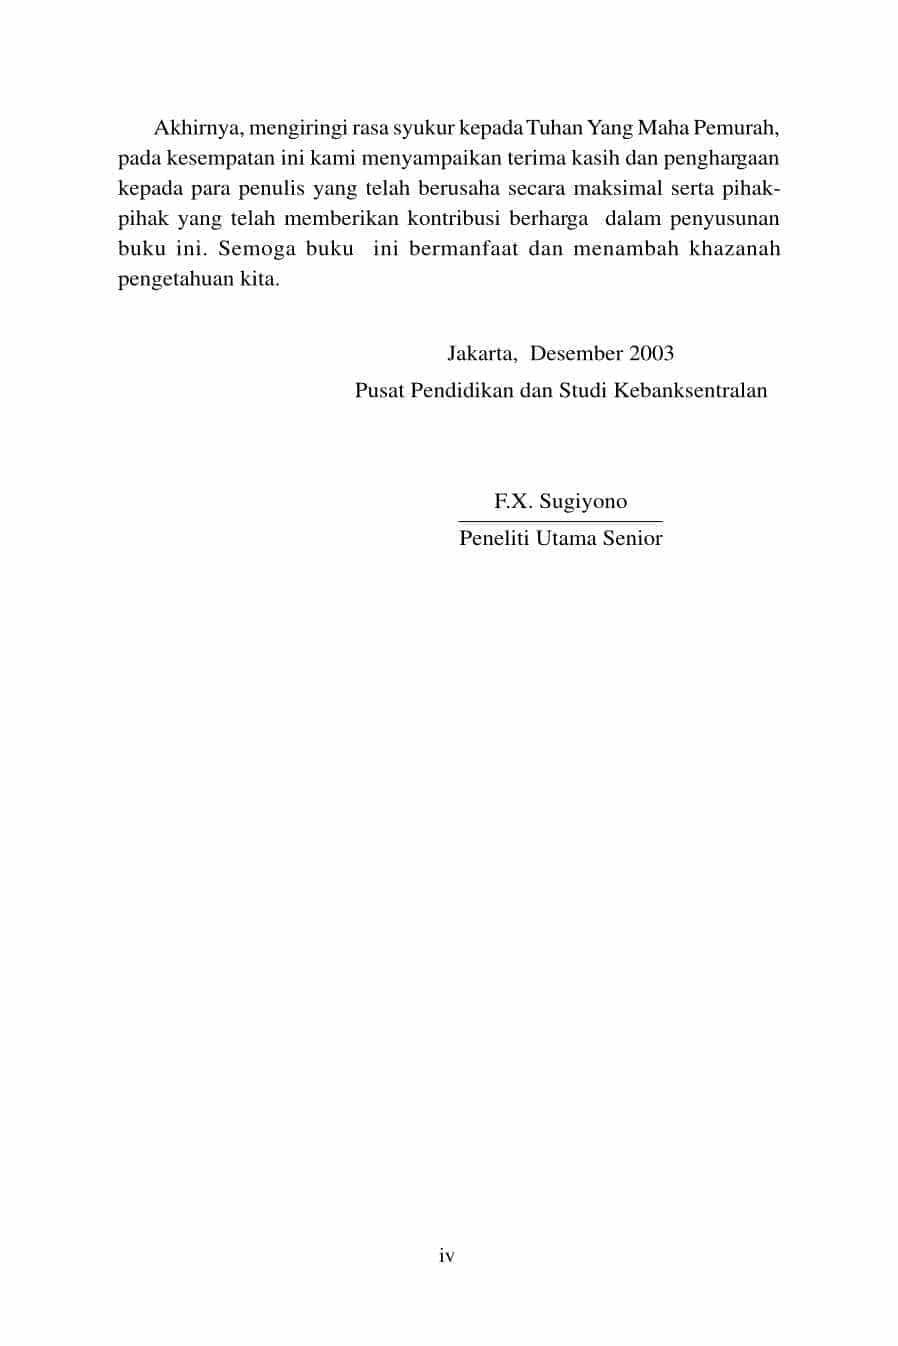 Akhirnya, mengiringi rasa syukur kepada Tuhan Yang Maha Pemurah,
pada kesempatan ini kami menyampaikan terima kasih dan penghargaan
kepada para penulis yang telah berusaha secara maksimal serta pihak-
pihak yang telah memberikan kontribusi berharga dalam penyusunan
buku ini. Semoga buku ini bermanfaat dan menambah khazanah
pengetahuan kita.
Jakarta, Desember 2003
Pusat Pendidikan dan Studi Kebanksentralan
F.X. Sugiyono
Peneliti Utama Senior
iv